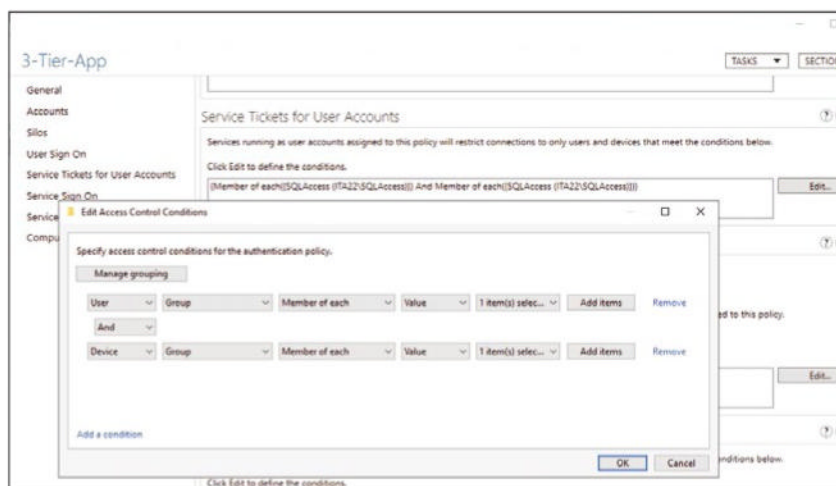 3-Tier-App
TASKS
SECTIO
General
Accounts
Silos
User Sign On
Service Tickets for User Accounts
Service Sign On
Service
Compu
Service Tickets for User Accounts
Services running as user accounts assigned to this policy will restrict connections to only users and devices that meet the conditions below.
Click Edit to define the conditions.
(Member of each((SQLAccess (ITA22\SQLAccess))) And Member of each((SQLAccess (ITA22\SQLAccess))))
Edit...
Edit Access Control Conditions
Specify access control conditions for the authentication policy.
Manage grouping
User Group Member of each Value 1 item(s) selec... Add items Remove
And
Device Group Member of each Value 1 item(s) selec... Add items Remove
Add a condition
OK Cancel
ed to this policy.
Edit...
onditions below.
Click Edit to define the conditions.